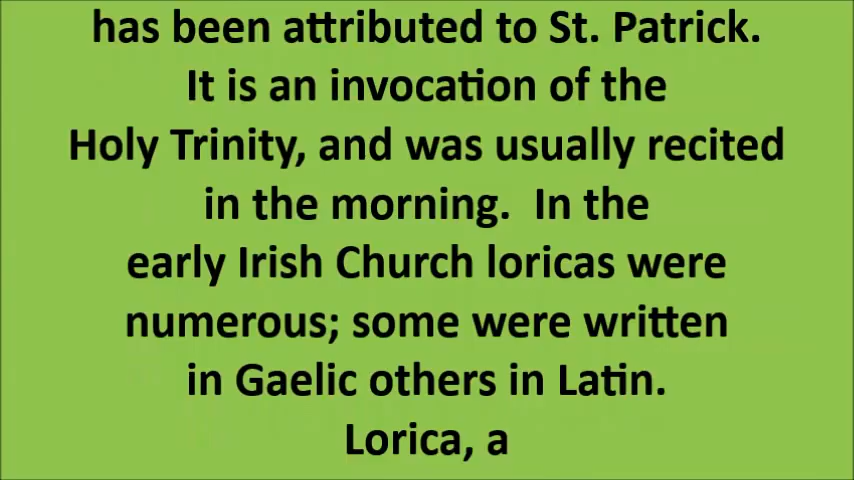 has been attributed to St. Patrick.
It is an invocation of the
Holy Trinity, and was usually recited
in the morning.  In the
early Irish Church loricas were
numerous; some were written
in Gaelic others in Latin.
Lorica, a